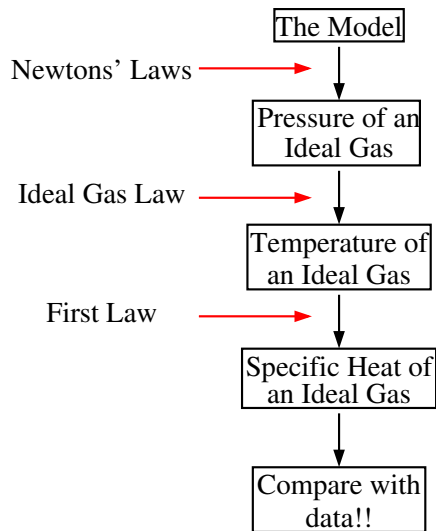 The Model
Newtons' Laws
Pressure of an
Ideal Gas
Ideal Gas Law
Temperature of
an Ideal Gas
First Law
Specific Heat of
an Ideal Gas
Compare with
data!!